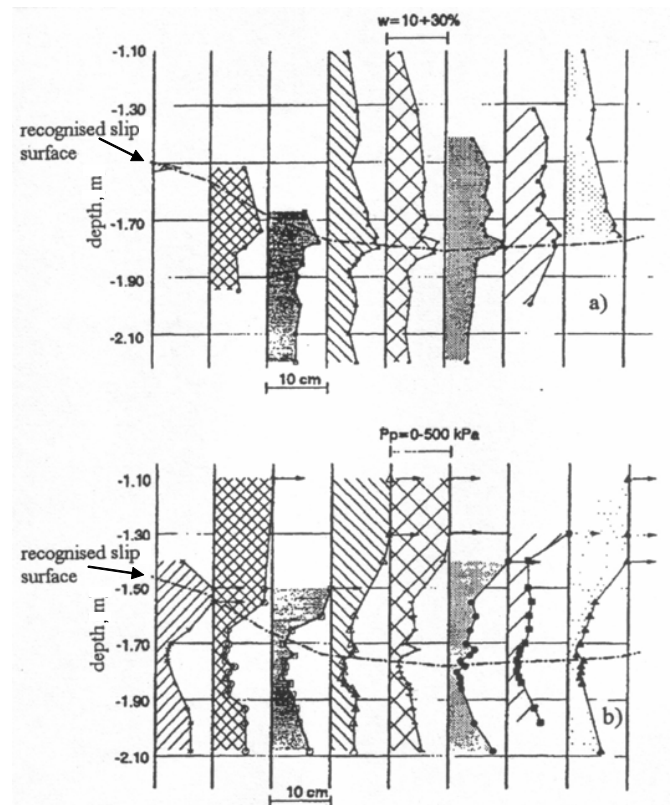 w=10+30%
-1.10
-1.30
recognised slip
surface
depth, m
-1.70
-1.90
-2.10
a)
10 cm
Pp=0-500 kPa
-1.10
-1.30
recognised slip
surface
-1.50
depth, m
-1.70
-1.90
-2.10
b)
10 cm